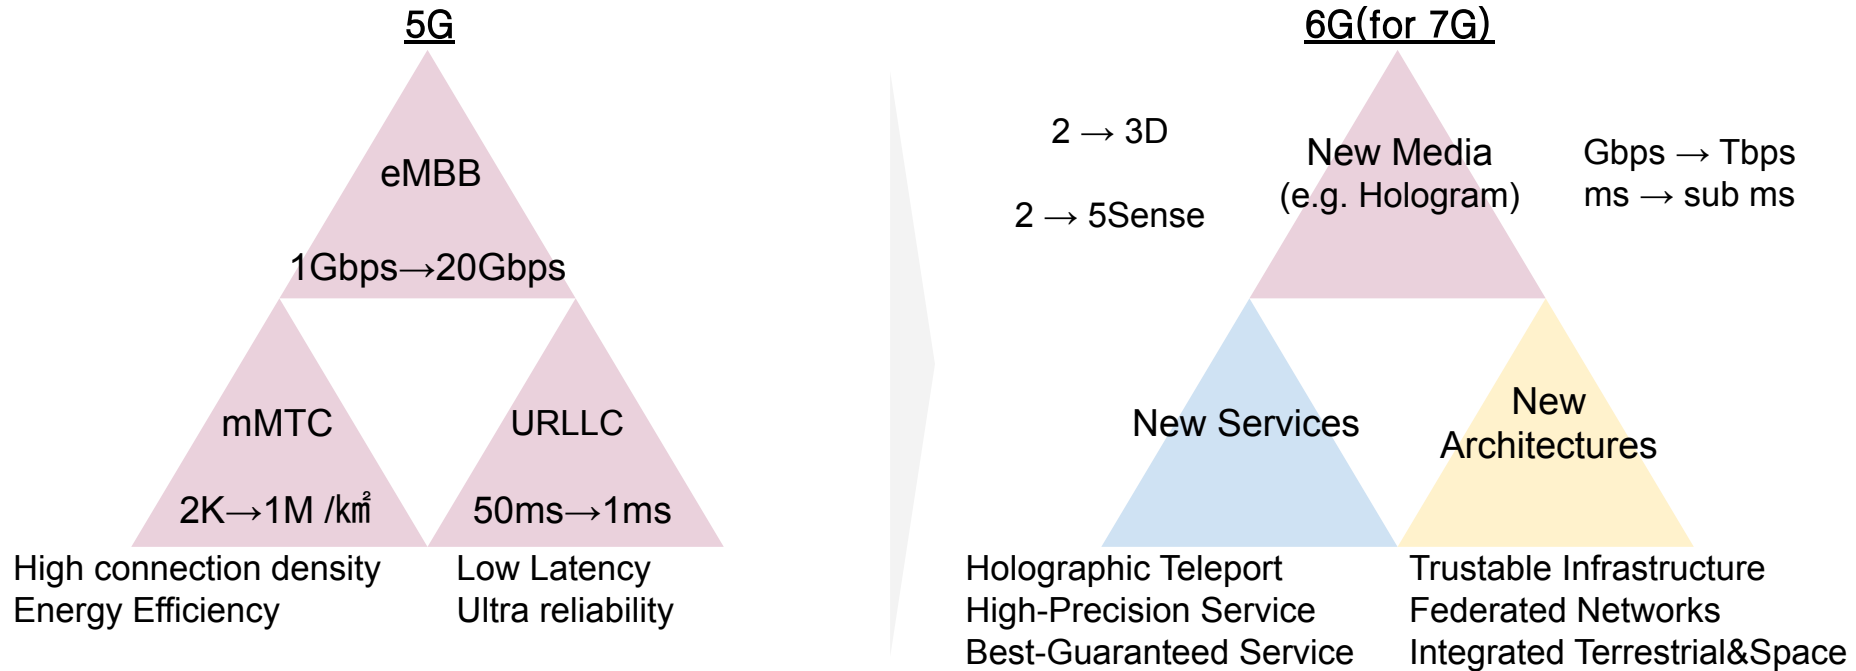 5G
eMBB
1Gbps→20Gbps
mMTC
2K→1M /㎢
URLLC
50ms→1ms
High connection density
Energy Efficiency
Low Latency
Ultra reliability
6G(for 7G)
2 → 3D
2 → 5Sense
New Media
(e.g. Hologram)
Gbps → Tbps
ms → sub ms
New Services
New
Architectures
Holographic Teleport
High-Precision Service
Best-Guaranteed Service
Trustable Infrastructure
Federated Networks
Integrated Terrestrial&Space